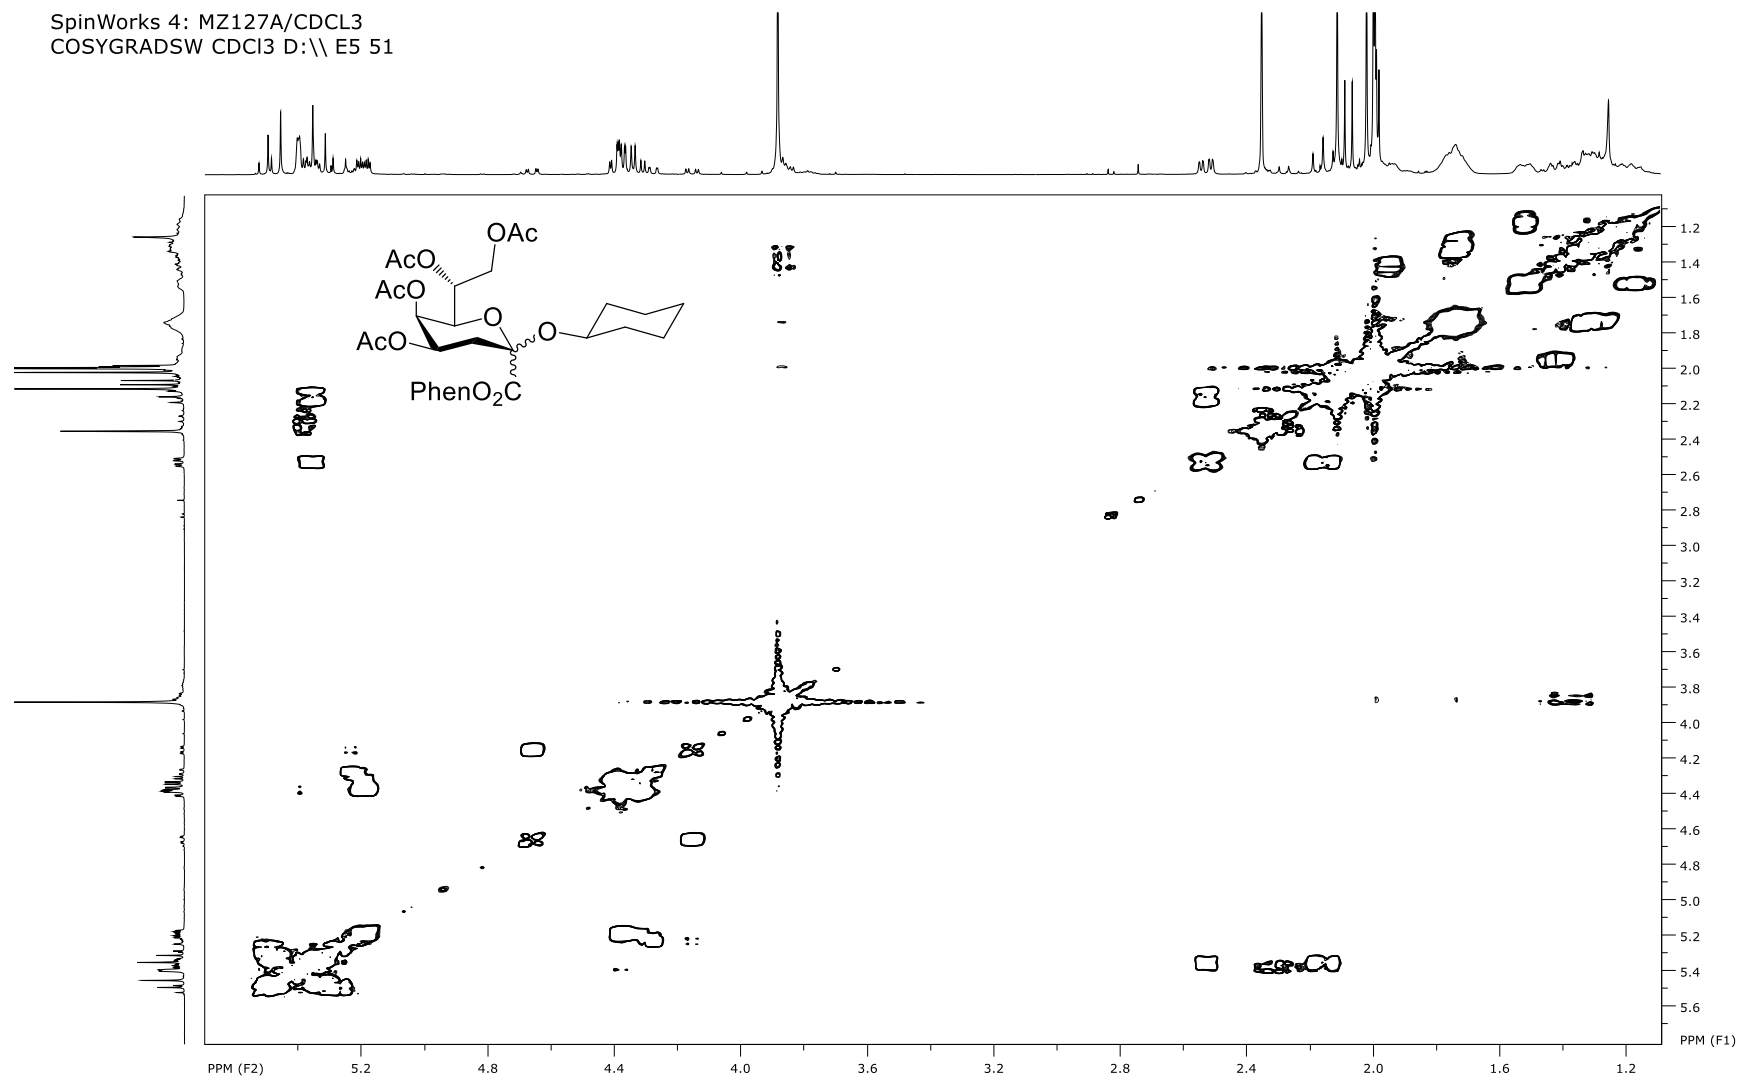 SpinWorks 4: MZ127A/CDCL3
COSYGRADSW CDCl3 D:\\ E5 51
OAc
AcO
AcO
O
O
AcO
PhenO2C
1.2
1.4
1.6
1.8
2.0
2.2
2.4
2.6
2.8
3.0
3.2
3.4
3.6
3.8
4.0
4.2
4.4
4.6
4.8
5.0
5.2
5.4
5.6
PPM (F1)
PPM (F2) 5.2 4.8 4.4 4.0 3.6 3.2 2.8 2.4 2.0 1.6 1.2